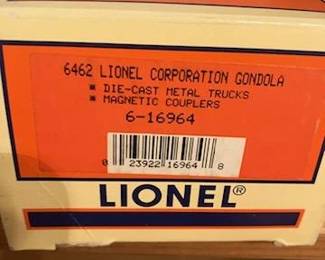 6462 LIONEL CORPORATION GONDOLA
▪ DIE-CAST METAL TRUCKS
▪ MAGNETIC COUPLERS
6-16964
0 23922 16964 8
LIONEL®